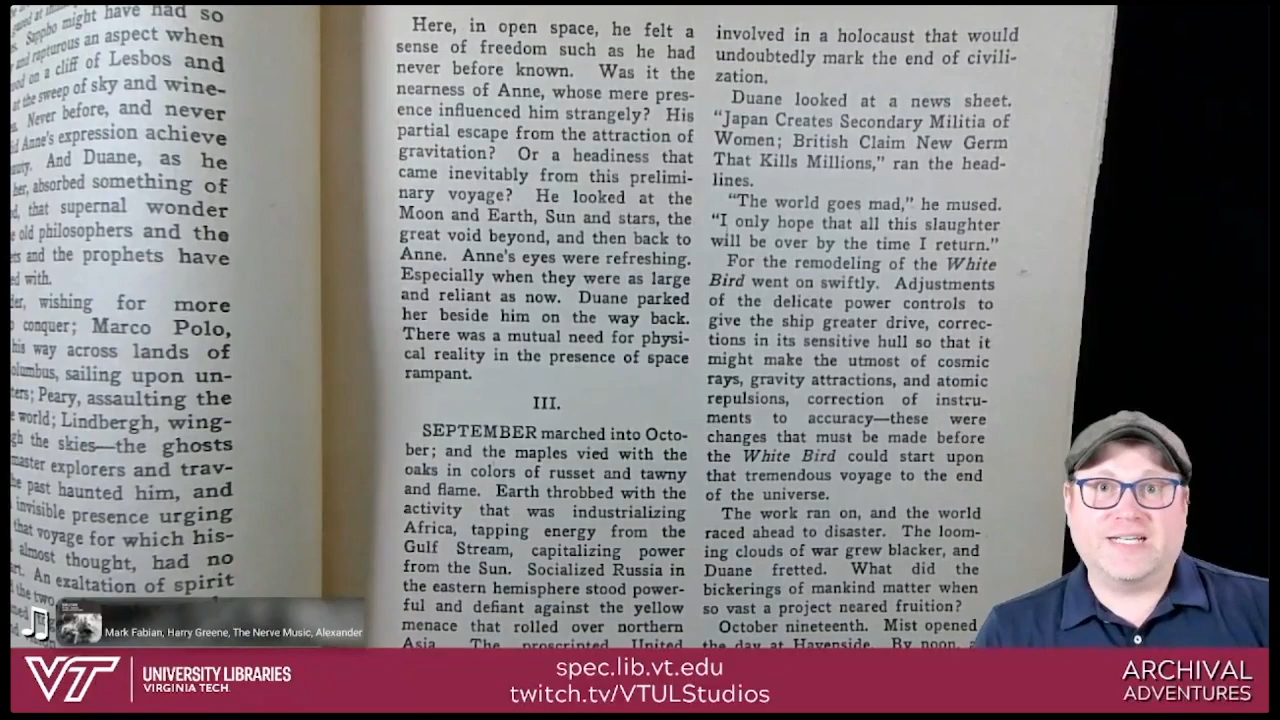 Sappho might have had so
and rapturous an aspect when
on a cliff of Lesbos and
at the sweep of sky and wine-
Never before, and never
Anne's expression achieve
And Duane, as he
her, absorbed something of
that supernal wonder
old philosophers and the
and the prophets have
with.
wishing for more
conquer; Marco Polo,
his way across lands of
sailing upon un-
Peary, assaulting the
world; Lindbergh, wing-
the skies—the ghosts
explorers and trav-
past haunted him, and
invisible presence urging
that voyage for which his-
almost thought, had no
An exaltation of spirit
the two
Here, in open space, he felt a
sense of freedom such as he had
never before known. Was it the
nearness of Anne, whose mere pres-
ence influenced him strangely? His
partial escape from the attraction of
gravitation? Or a headiness that
came inevitably from this prelimi-
nary voyage? He looked at the
Moon and Earth, Sun and stars, the
great void beyond, and then back to
Anne. Anne's eyes were refreshing.
Especially when they were as large
and reliant as now. Duane parked
her beside him on the way back.
There was a mutual need for physi-
cal reality in the presence of space
rampant.
III.
SEPTEMBER marched into Octo-
ber; and the maples vied with the
oaks in colors of russet and tawny
and flame. Earth throbbed with the
activity that was industrializing
Africa, tapping energy from the
Gulf Stream, capitalizing power
from the Sun. Socialized Russia in
the eastern hemisphere stood power-
ful and defiant against the yellow
menace that rolled over northern
Asia. The proscripted United
involved in a holocaust that would
undoubtedly mark the end of civili-
zation.
Duane looked at a news sheet.
"Japan Creates Secondary Militia of
Women; British Claim New Germ
That Kills Millions," ran the head-
lines.
"The world goes mad," he mused.
"I only hope that all this slaughter
will be over by the time I return."
For the remodeling of the White
Bird went on swiftly. Adjustments
of the delicate power controls to
give the ship greater drive, correc-
tions in its sensitive hull so that it
might make the utmost of cosmic
rays, gravity attractions, and atomic
repulsions, correction of instru-
ments to accuracy—these were
changes that must be made before
the White Bird could start upon
that tremendous voyage to the end
of the universe.
The work ran on, and the world
raced ahead to disaster. The loom-
ing clouds of war grew blacker, and
Duane fretted. What did the
bickerings of mankind matter when
so vast a project neared fruition?
October nineteenth. Mist opened
the day at Havenside. By noon,
Mark Fabian, Harry Greene, The Nerve Music, Alexander
VT
UNIVERSITY LIBRARIES
VIRGINIA TECH.
spec.lib.vt.edu
twitch.tv/VTULStudios
ARCHIVAL
ADVENTURES